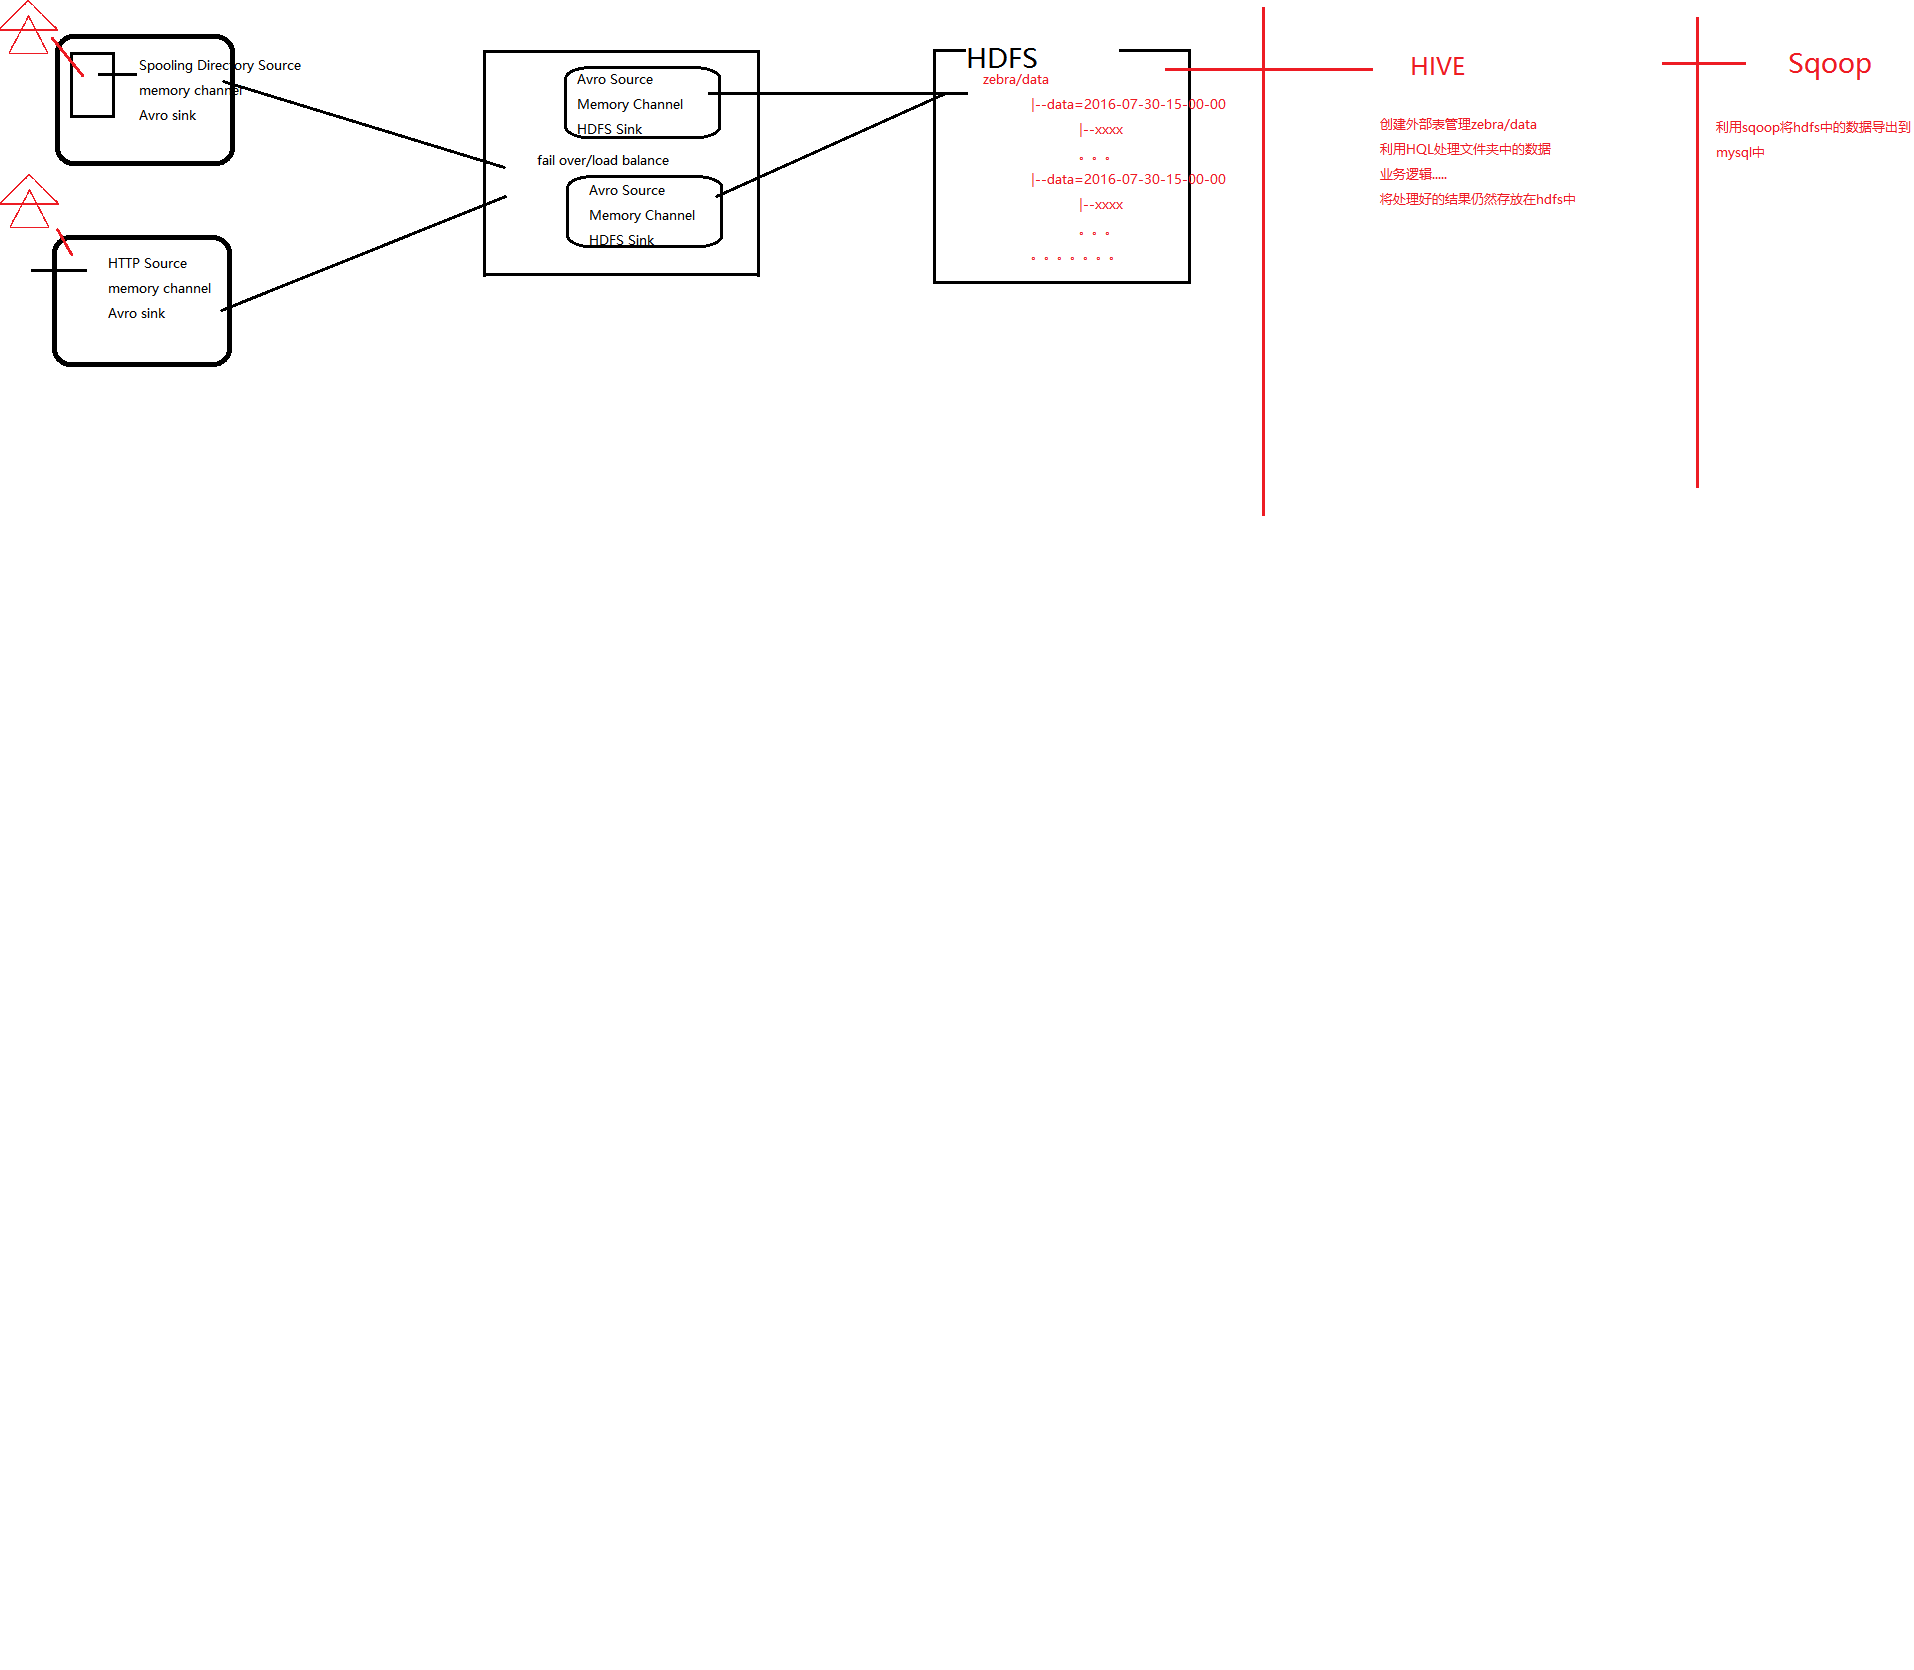 Spooling Directory Source
memory channel
Avro sink
HTTP Source
memory channel
Avro sink
Avro Source
Memory Channel
HDFS Sink
fail over/load balance
Avro Source
Memory Channel
HDFS Sink
HDFS
zebra/data
|--data=2016-07-30-15-00-00
|--xxxx
。。。
|--data=2016-07-30-15-00-00
|--xxxx
。。。
。。。。。。。
HIVE
创建外部表管理zebra/data
利用HQL处理文件夹中的数据
业务逻辑.....
将处理好的结果仍然存放在hdfs中
Sqoop
利用sqoop将hdfs中的数据导出到
mysql中